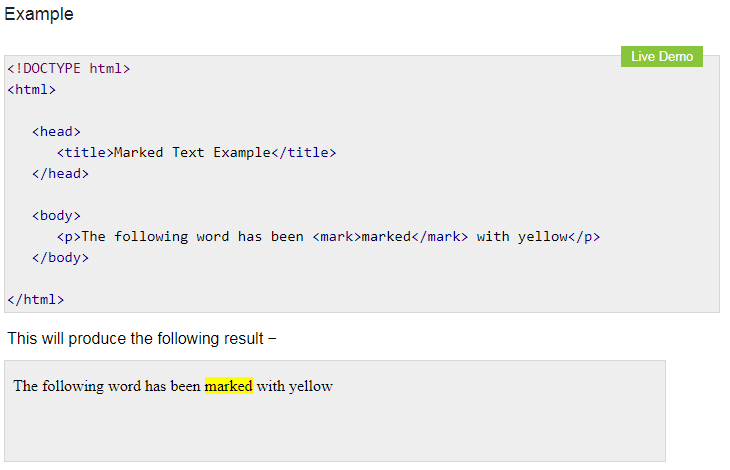 Example
Live Demo
<!DOCTYPE html>
<html>
<head>
<title>Marked Text Example</title>
</head>
<body>
<p>The following word has been <mark>marked</mark> with yellow</p>
</body>
</html>
This will produce the following result −
The following word has been marked with yellow